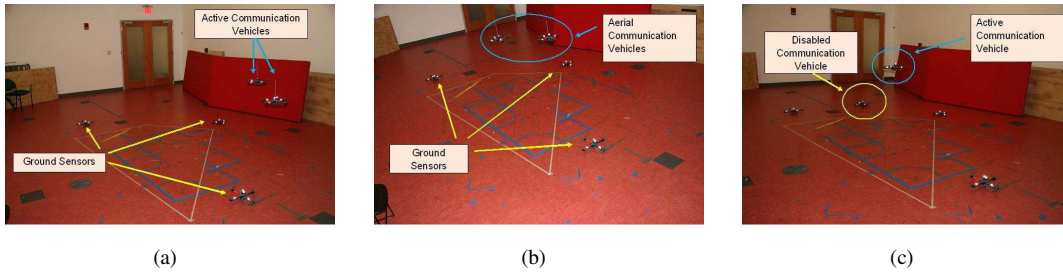 Active Communication
Vehicles
Ground Sensors
(a)
Aerial
Communication
Vehicles
Ground
Sensors
(b)
Disabled
Communication
Vehicle
Active
Communication
Vehicle
(c)